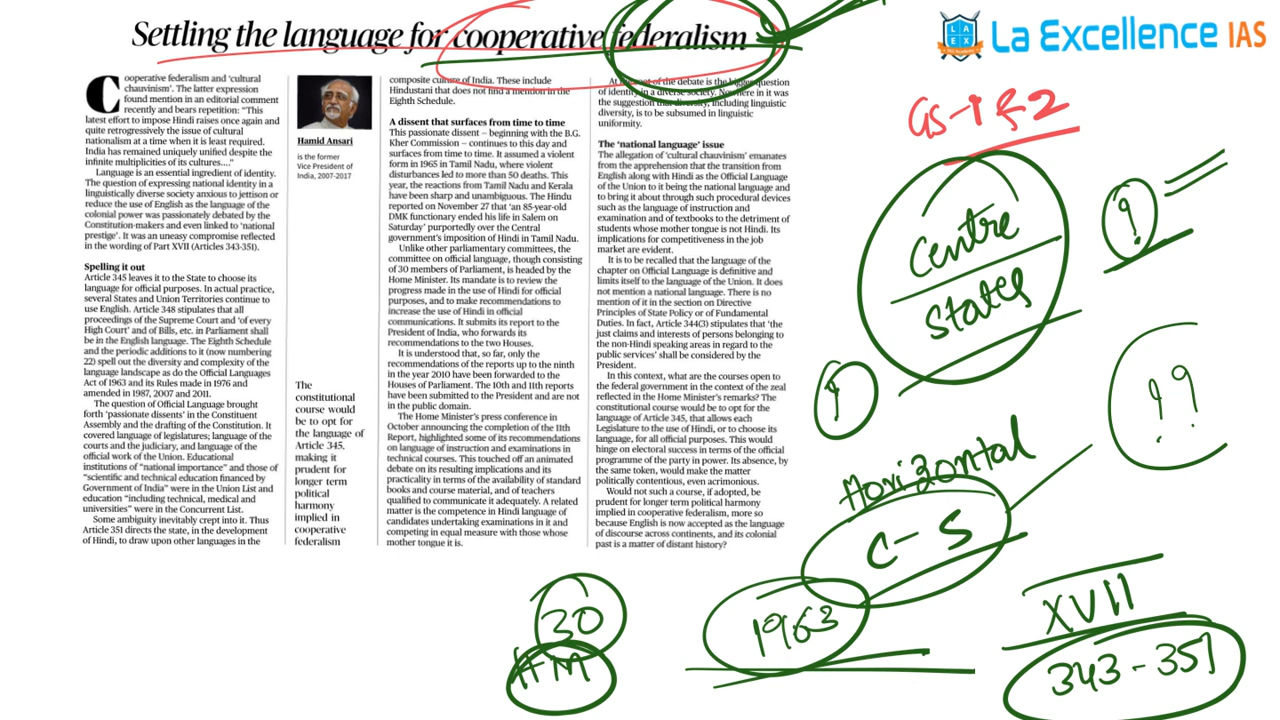 Settling the language for cooperative federalism
La Excellence IAS
Cooperative federalism and ‘cultural
chauvinism’. The latter expression
found mention in an editorial comment
recently and bears repetition: “This
latest effort to impose Hindi raises once again and
quite retrogressively the issue of cultural
nationalism at a time when it is least required.
India has remained uniquely unified despite the
infinite multiplicities of its cultures....”
Language is an essential ingredient of identity.
The question of expressing national identity in a
linguistically diverse society anxious to jettison or
reduce the use of English as the language of the
colonial power was passionately debated by the
Constitution-makers and even linked to ‘national
prestige’. It was an uneasy compromise reflected
in the wording of Part XVII (Articles 343-351).
Spelling it out
Article 345 leaves it to the State to choose its
language for official purposes. In actual practice,
several States and Union Territories continue to
use English. Article 348 stipulates that all
proceedings of the Supreme Court and ‘of every
High Court’ and of Bills, etc. in Parliament shall
be in the English language. The Eighth Schedule
and the periodic additions to it (now numbering
22) spell out the diversity and complexity of the
language landscape as do the Official Languages
Act of 1963 and its Rules made in 1976 and
amended in 1987, 2007 and 2011.
The question of Official Language brought
forth ‘passionate dissents’ in the Constituent
Assembly and the drafting of the Constitution. It
covered language of legislatures; language of the
courts and the judiciary, and language of the
official work of the Union. Educational
institutions of “national importance” and those of
“scientific and technical education financed by
Government of India” were in the Union List and
education “including technical, medical and
universities” were in the Concurrent List.
Some ambiguity inevitably crept into it. Thus
Article 351 directs the state, in the development
of Hindi, to draw upon other languages in the
Hamid Ansari
is the former
Vice President of
India, 2007-2017
The
constitutional
course would
be to opt for
the language of
Article 345,
making it
prudent for
longer term
political
harmony
implied in
cooperative
federalism
composite culture of India. These include
Hindustani that does not find a mention in the
Eighth Schedule.
A dissent that surfaces from time to time
This passionate dissent — beginning with the B.G.
Kher Commission — continues to this day and
surfaces from time to time. It assumed a violent
form in 1965 in Tamil Nadu, where violent
disturbances led to more than 50 deaths. This
year, the reactions from Tamil Nadu and Kerala
have been sharp and unambiguous. The Hindu
reported on November 27 that ‘an 85-year-old
DMK functionary ended his life in Salem on
Saturday’ purportedly over the Central
government’s imposition of Hindi in Tamil Nadu.
Unlike other parliamentary committees, the
committee on official language, though consisting
of 30 members of Parliament, is headed by the
Home Minister. Its mandate is to review the
progress made in the use of Hindi for official
purposes, and to make recommendations to
increase the use of Hindi in official
communications. It submits its report to the
President of India, who forwards its
recommendations to the two Houses.
It is understood that, so far, only the
recommendations of the reports up to the ninth
in the year 2010 have been forwarded to the
Houses of Parliament. The 10th and 11th reports
have been submitted to the President and are not
in the public domain.
The Home Minister’s press conference in
October announcing the completion of the 11th
Report, highlighted some of its recommendations
on language of instruction and examinations in
technical courses. This touched off an animated
debate on its resulting implications and its
practicality in terms of the availability of standard
books and course material, and of teachers
qualified to communicate it adequately. A related
matter is the competence in Hindi language of
candidates undertaking examinations in it and
competing in equal measure with those whose
mother tongue it is.
At the root of the debate is the bigger question
of identity in a diverse society. Nowhere in it was
the suggestion that diversity, including linguistic
diversity, is to be subsumed in linguistic
uniformity.
The ‘national language’ issue
The allegation of ‘cultural chauvinism’ emanates
from the apprehension that the transition from
English along with Hindi as the Official Language
of the Union to it being the national language and
to bring it about through such procedural devices
such as the language of instruction and
examination and of textbooks to the detriment of
students whose mother tongue is not Hindi. Its
implications for competitiveness in the job
market are evident.
It is to be recalled that the language of the
chapter on Official Language is definitive and
limits itself to the language of the Union. It does
not mention a national language. There is no
mention of it in the section on Directive
Principles of State Policy or of Fundamental
Duties. In fact, Article 344(3) stipulates that ‘the
just claims and interests of persons belonging to
the non-Hindi speaking areas in regard to the
public services’ shall be considered by the
President.
In this context, what are the courses open to
the federal government in the context of the zeal
reflected in the Home Minister’s remarks? The
constitutional course would be to opt for the
language of Article 345, that allows each
Legislature to the use of Hindi, or to choose its
language, for all official purposes. This would
hinge on electoral success in terms of the official
programme of the party in power. Its absence, by
the same token, would make the matter
politically contentious, even acrimonious.
Would not such a course, if adopted, be
prudent for longer term political harmony
implied in cooperative federalism, more so
because English is now accepted as the language
of discourse across continents, and its colonial
past is a matter of distant history?
GS-1 & 2
Centre
States
?
?
??
Horizontal
C-S
30
HM
1963
XVII
343-351